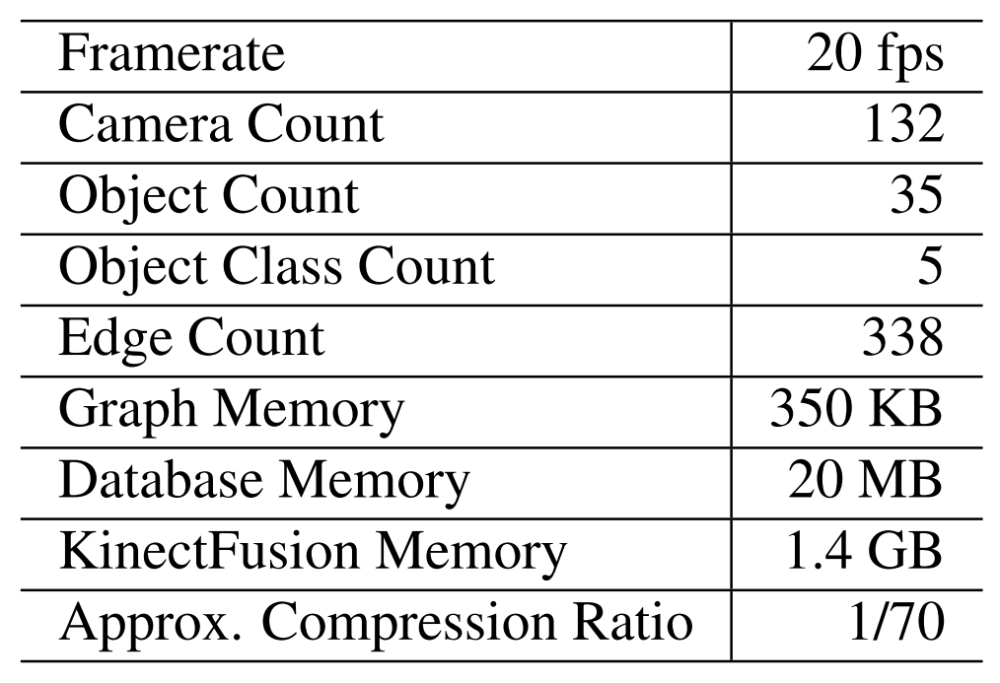 Framerate 20 fps
Camera Count 132
Object Count 35
Object Class Count 5
Edge Count 338
Graph Memory 350 KB
Database Memory 20 MB
KinectFusion Memory 1.4 GB
Approx. Compression Ratio 1/70